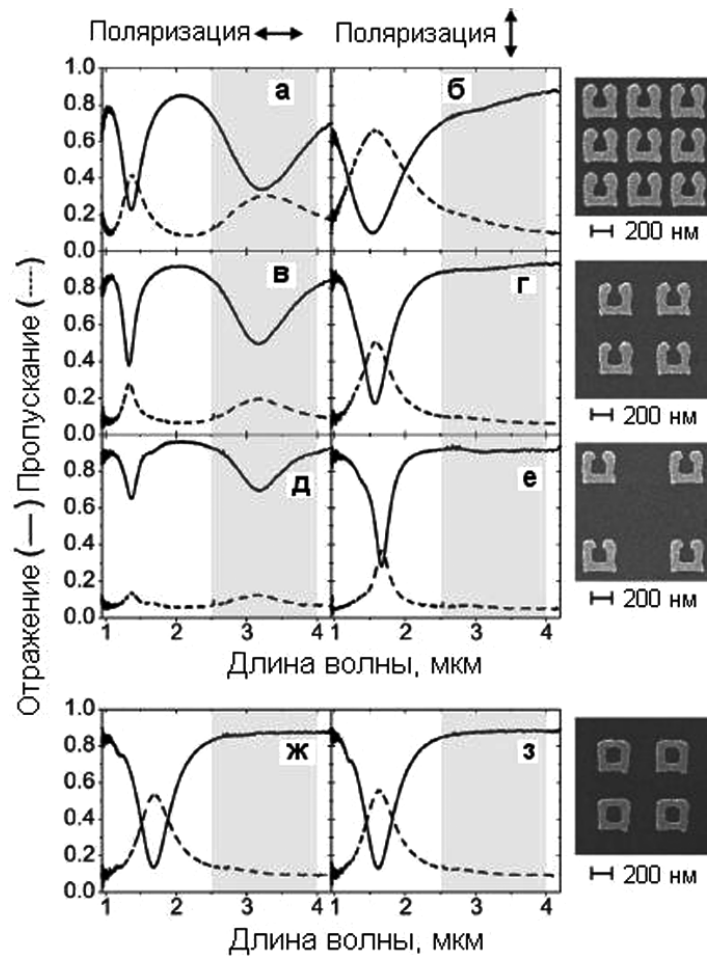 Поляризация ↔ Поляризация ↕
1.0
0.8
0.6
0.4
0.2
а
б
200 нм
1.0
0.8
0.6
0.4
0.2
в
г
200 нм
1.0
0.8
0.6
0.4
0.2
0.0
д
е
200 нм
1 2 3 4 1 2 3 4
Длина волны, мкм
Отражение (—) Пропускание (----)
1.0
0.8
0.6
0.4
0.2
0.0
ж
з
200 нм
1 2 3 4 1 2 3 4
Длина волны, мкм